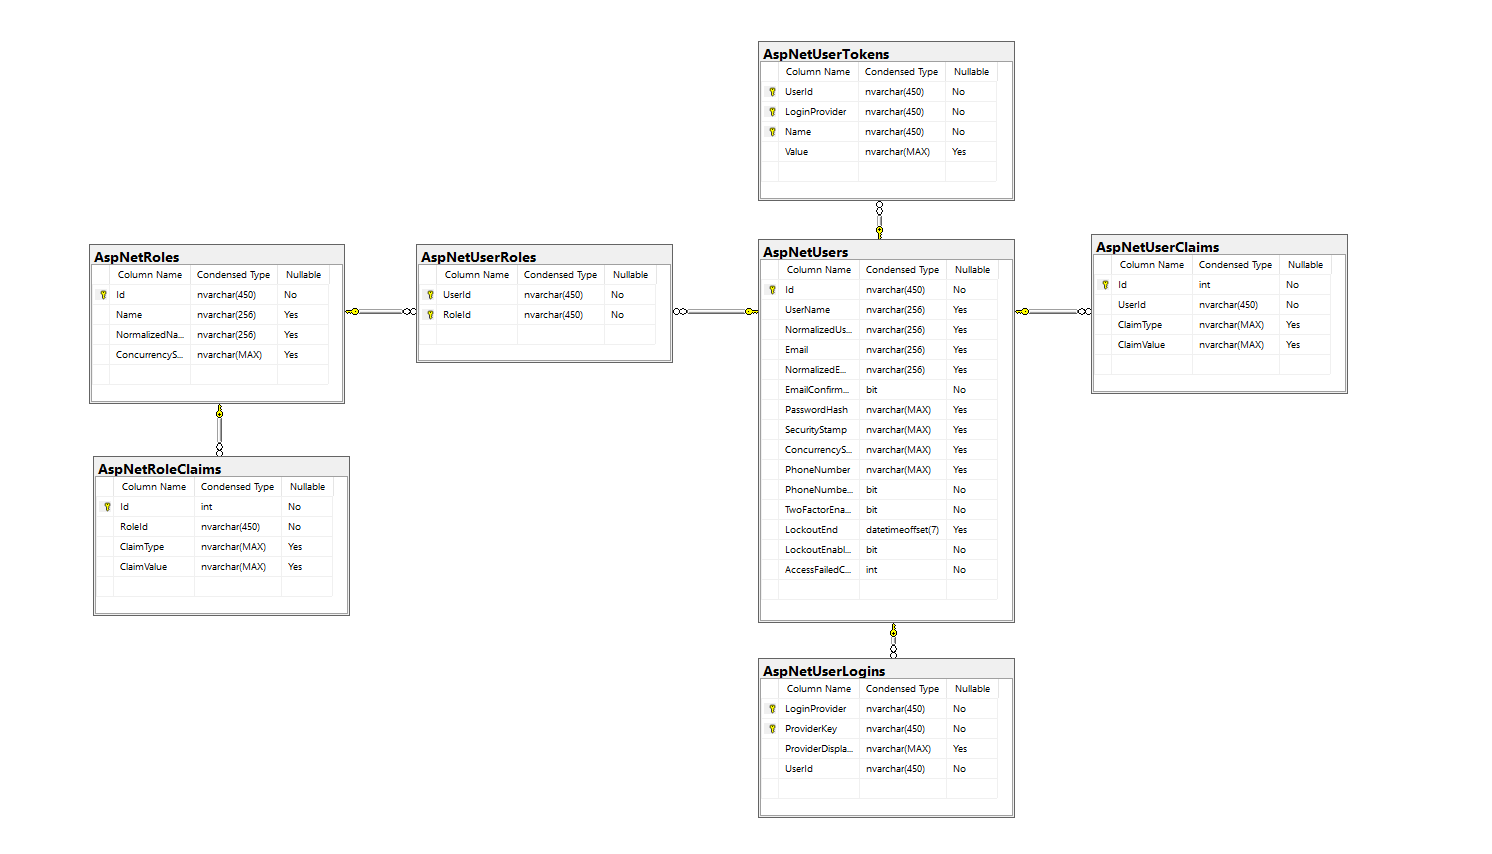 AspNetUserTokens
Column Name Condensed Type Nullable
UserId nvarchar(450) No
LoginProvider nvarchar(450) No
Name nvarchar(450) No
Value nvarchar(MAX) Yes
AspNetRoles
Column Name Condensed Type Nullable
Id nvarchar(450) No
Name nvarchar(256) Yes
NormalizedNa... nvarchar(256) Yes
ConcurrencyS... nvarchar(MAX) Yes
AspNetUserRoles
Column Name Condensed Type Nullable
UserId nvarchar(450) No
RoleId nvarchar(450) No
AspNetUsers
Column Name Condensed Type Nullable
Id nvarchar(450) No
UserName nvarchar(256) Yes
NormalizedUs... nvarchar(256) Yes
Email nvarchar(256) Yes
NormalizedE... nvarchar(256) Yes
EmailConfirm... bit No
PasswordHash nvarchar(MAX) Yes
SecurityStamp nvarchar(MAX) Yes
ConcurrencyS... nvarchar(MAX) Yes
PhoneNumber nvarchar(MAX) Yes
PhoneNumbe... bit No
TwoFactorEna... bit No
LockoutEnd datetimeoffset(7) Yes
LockoutEnabl... bit No
AccessFailedC... int No
AspNetUserClaims
Column Name Condensed Type Nullable
Id int No
UserId nvarchar(450) No
ClaimType nvarchar(MAX) Yes
ClaimValue nvarchar(MAX) Yes
AspNetRoleClaims
Column Name Condensed Type Nullable
Id int No
RoleId nvarchar(450) No
ClaimType nvarchar(MAX) Yes
ClaimValue nvarchar(MAX) Yes
AspNetUserLogins
Column Name Condensed Type Nullable
LoginProvider nvarchar(450) No
ProviderKey nvarchar(450) No
ProviderDispla... nvarchar(MAX) Yes
UserId nvarchar(450) No